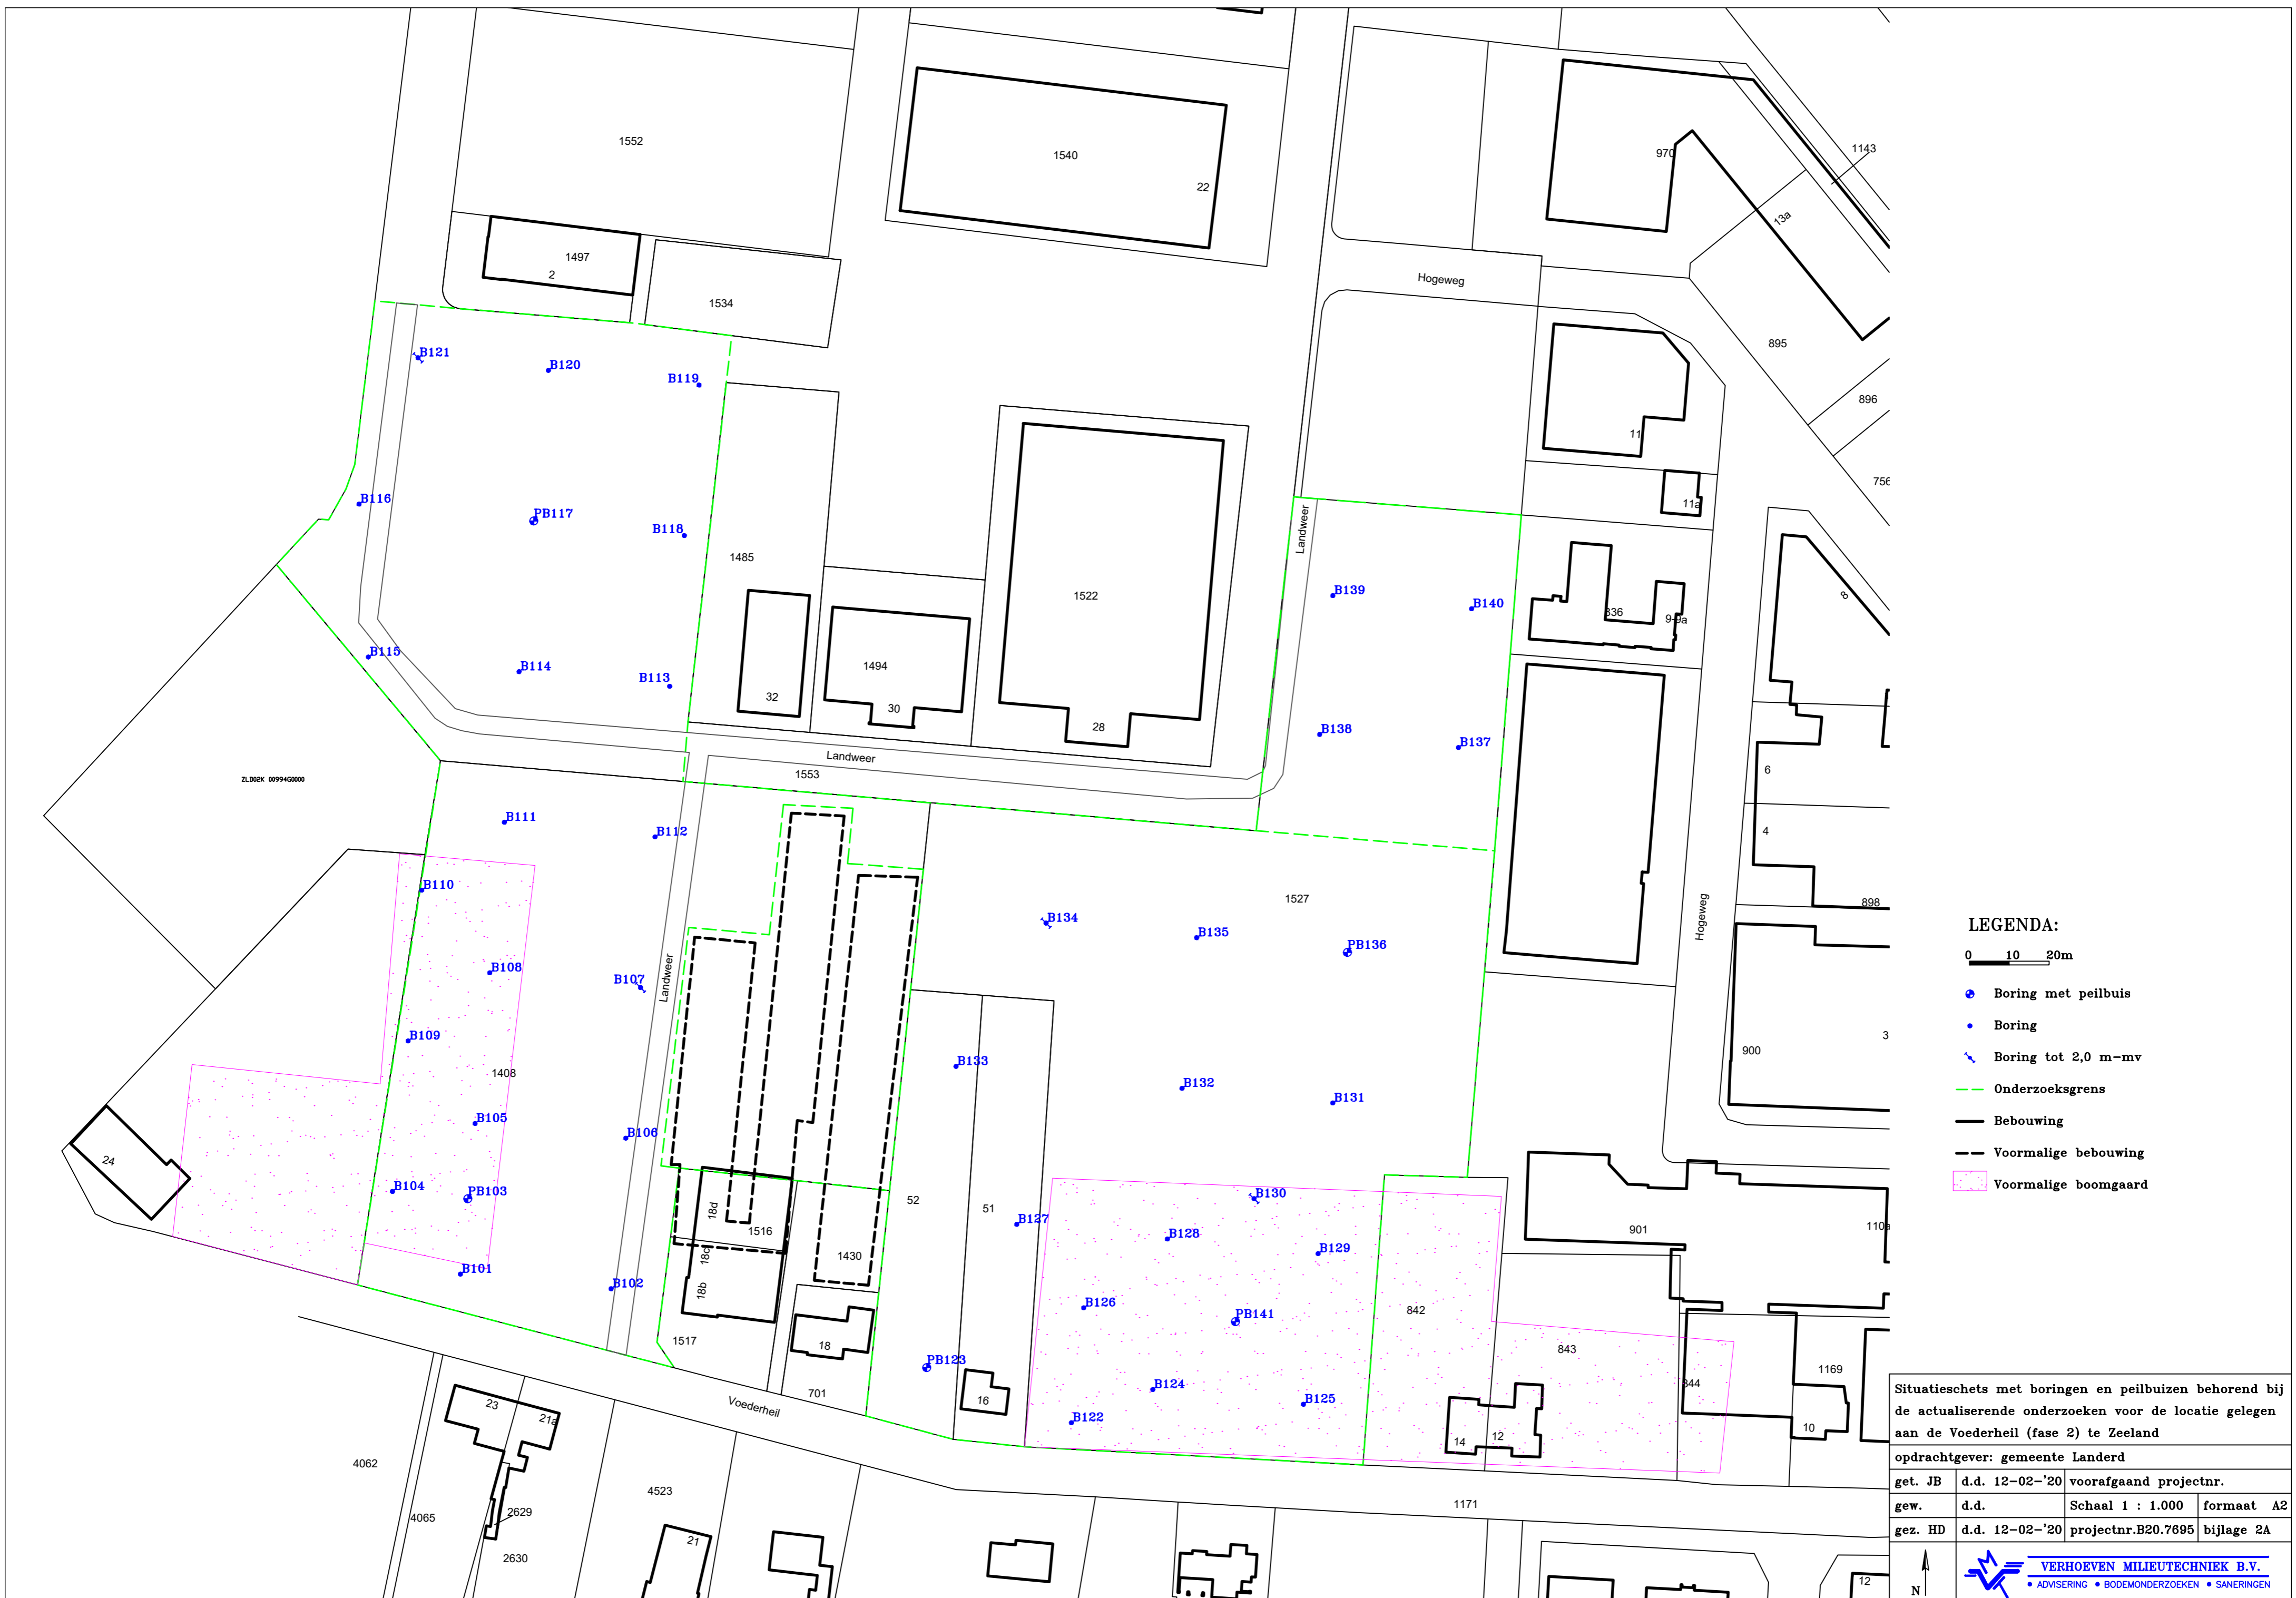 1552
1540
22
970
1143
13a
1497
2
1534
Hogeweg
895
896
756
11
11a
B121
B120
B119
B116
PB117
B118
1485
1522
Landweer
B139
B140
836
9-9a
8
B115
B114
B113
32
1494
30
28
B138
B137
Landweer
1553
6
4
898
ZLD02K 00994G0000
B111
B112
B110
B108
B107
Landweer
B109
1408
B105
B106
B104
PB103
B101
B102
24
B134
B135
PB136
1527
Hogeweg
900
3
B133
B132
B131
52
51
B127
B130
B128
B129
B126
PB141
B124
B125
B122
PB123
16
18d
18c
18b
1516
1430
1517
18
701
842
843
844
901
110a
1169
10
14
12
Voederheil
23
21a
4062
4065
2629
2630
4523
21
1171
12
LEGENDA:
0 10 20m
Boring met peilbuis
Boring
Boring tot 2,0 m-mv
Onderzoeksgrens
Bebouwing
Voormalige bebouwing
Voormalige boomgaard
Situatieschets met boringen en peilbuizen behorend bij
de actualiserende onderzoeken voor de locatie gelegen
aan de Voederheil (fase 2) te Zeeland
opdrachtgever: gemeente Landerd
get. JB d.d. 12-02-'20 voorafgaand projectnr.
gew. d.d. Schaal 1 : 1.000 formaat A2
gez. HD d.d. 12-02-'20 projectnr.B20.7695 bijlage 2A
N
VERHOEVEN MILIEUTECHNIEK B.V.
• ADVISERING • BODEMONDERZOEKEN • SANERINGEN